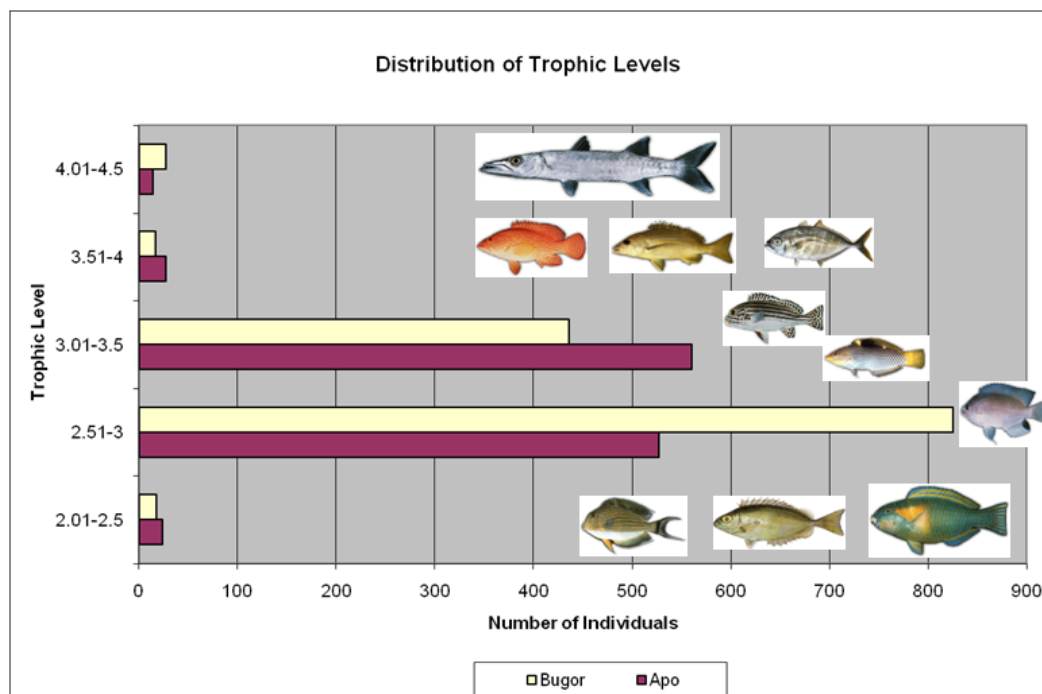 Distribution of Trophic Levels
Trophic Level
4.01-4.5
3.51-4
3.01-3.5
2.51-3
2.01-2.5
0 100 200 300 400 500 600 700 800 900
Number of Individuals
Bugor Apo